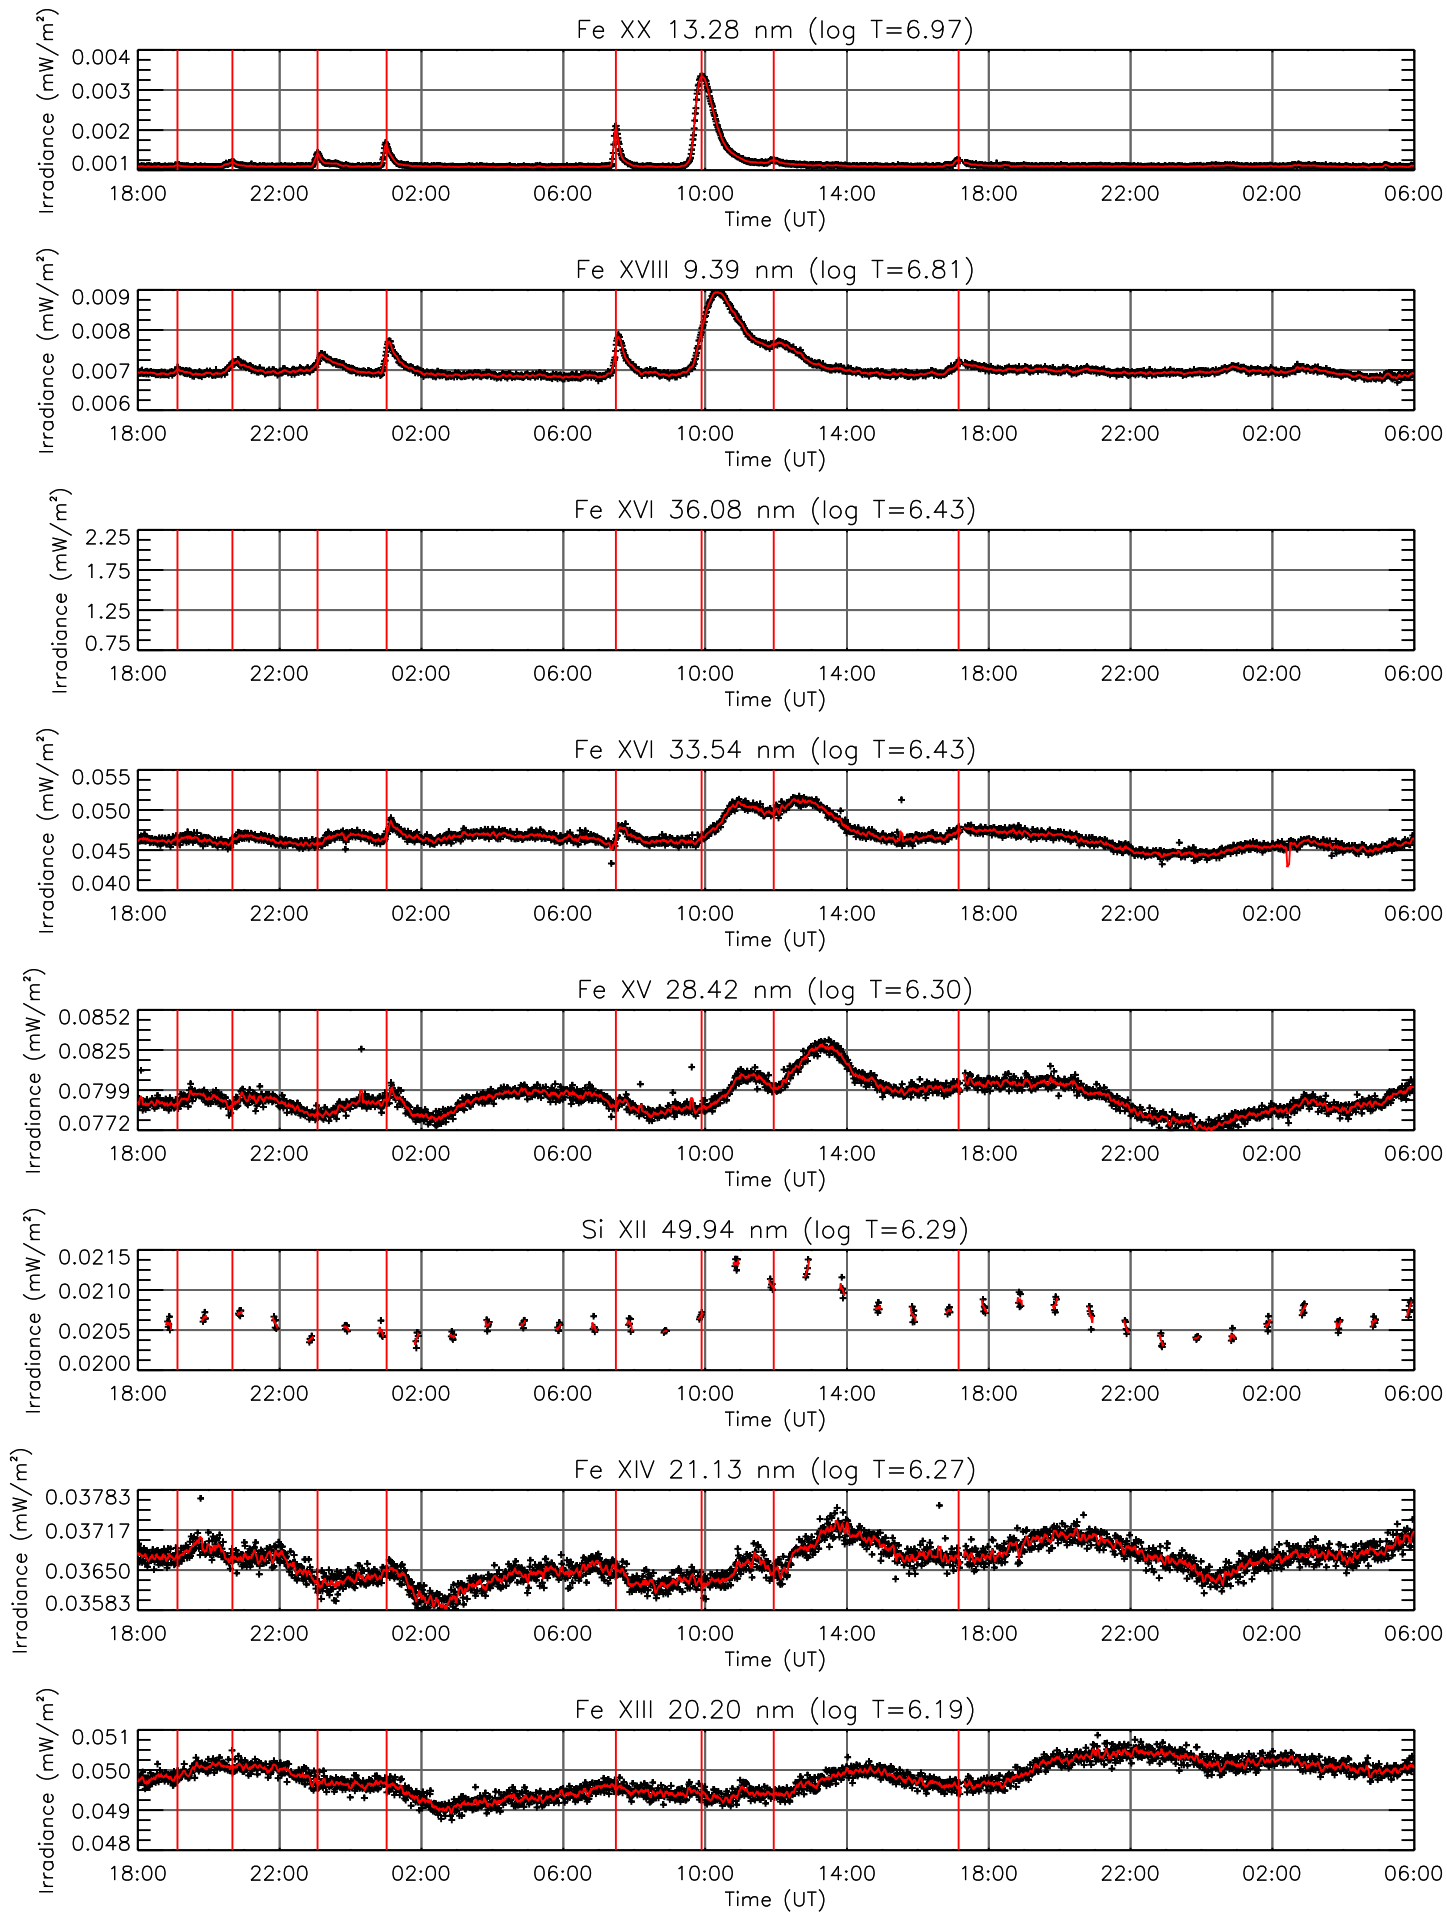 Fe XX 13.28 nm (log T=6.97)
Irradiance (mW/m²)
0.004
0.003
0.002
0.001
18:00 22:00 02:00 06:00 10:00 14:00 18:00 22:00 02:00 06:00
Time (UT)
Fe XVIII 9.39 nm (log T=6.81)
Irradiance (mW/m²)
0.009
0.008
0.007
0.006
18:00 22:00 02:00 06:00 10:00 14:00 18:00 22:00 02:00 06:00
Time (UT)
Fe XVI 36.08 nm (log T=6.43)
Irradiance (mW/m²)
2.25
1.75
1.25
0.75
18:00 22:00 02:00 06:00 10:00 14:00 18:00 22:00 02:00 06:00
Time (UT)
Fe XVI 33.54 nm (log T=6.43)
Irradiance (mW/m²)
0.055
0.050
0.045
0.040
18:00 22:00 02:00 06:00 10:00 14:00 18:00 22:00 02:00 06:00
Time (UT)
Fe XV 28.42 nm (log T=6.30)
Irradiance (mW/m²)
0.0852
0.0825
0.0799
0.0772
18:00 22:00 02:00 06:00 10:00 14:00 18:00 22:00 02:00 06:00
Time (UT)
Si XII 49.94 nm (log T=6.29)
Irradiance (mW/m²)
0.0215
0.0210
0.0205
0.0200
18:00 22:00 02:00 06:00 10:00 14:00 18:00 22:00 02:00 06:00
Time (UT)
Fe XIV 21.13 nm (log T=6.27)
Irradiance (mW/m²)
0.03783
0.03717
0.03650
0.03583
18:00 22:00 02:00 06:00 10:00 14:00 18:00 22:00 02:00 06:00
Time (UT)
Fe XIII 20.20 nm (log T=6.19)
Irradiance (mW/m²)
0.051
0.050
0.049
0.048
18:00 22:00 02:00 06:00 10:00 14:00 18:00 22:00 02:00 06:00
Time (UT)